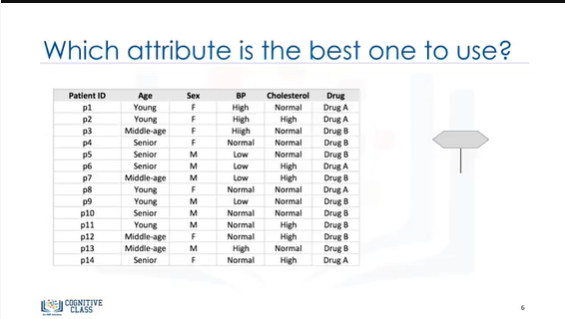 Which attribute is the best one to use?
Patient ID Age Sex BP Cholesterol Drug
p1 Young F High Normal Drug A
p2 Young F High High Drug A
p3 Middle-age F Hiigh Normal Drug B
p4 Senior F Normal Normal Drug B
p5 Senior M Low Normal Drug B
p6 Senior M Low High Drug A
p7 Middle-age M Low High Drug B
p8 Young F Normal Normal Drug A
p9 Young M Low Normal Drug B
p10 Senior M Normal Normal Drug B
p11 Young M Normal High Drug B
p12 Middle-age F Normal High Drug B
p13 Middle-age M High Normal Drug B
p14 Senior F Normal High Drug A
COGNITIVE
CLASS
6